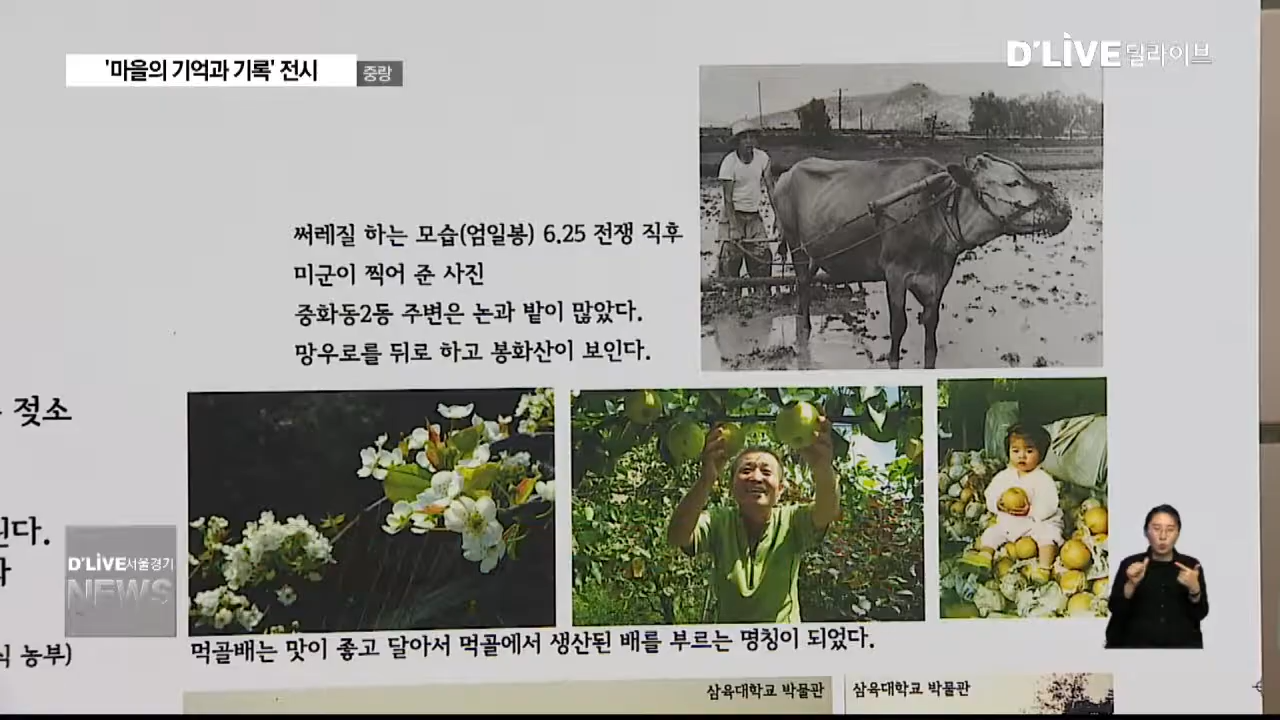 '마을의 기억과 기록' 전시
중랑
D'LIVE 딜라이브
써레질 하는 모습(엄일봉) 6.25 전쟁 직후
미군이 찍어 준 사진
중화동2동 주변은 논과 밭이 많았다.
망우로를 뒤로 하고 봉화산이 보인다.
젖소
D'LIVE 서울경기
NEWS
농부)
먹골배는 맛이 좋고 달아서 먹골에서 생산된 배를 부르는 명칭이 되었다.
삼육대학교 박물관
삼육대학교 박물관